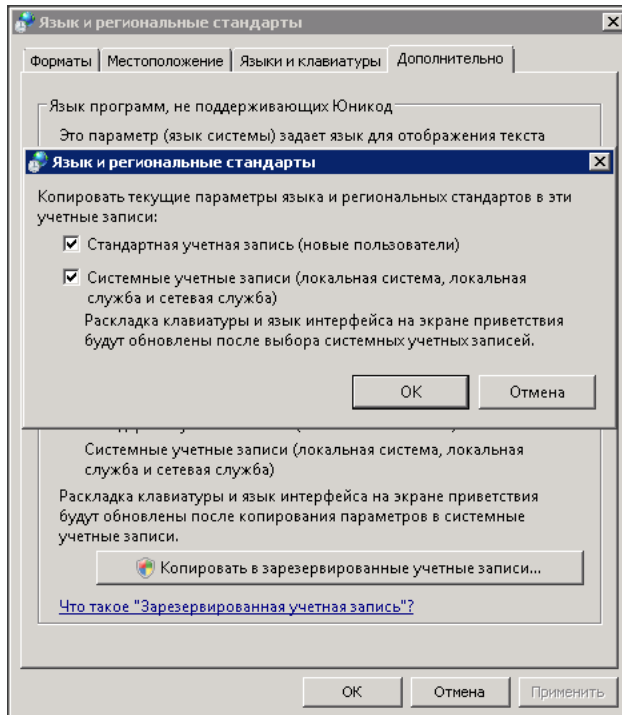 Язык и региональные стандарты
Форматы Местоположение Языки и клавиатуры Дополнительно
Язык программ, не поддерживающих Юникод
Это параметр (язык системы) задает язык для отображения текста
Язык и региональные стандарты
Копировать текущие параметры языка и региональных стандартов в эти
учетные записи:
Стандартная учетная запись (новые пользователи)
Системные учетные записи (локальная система, локальная
служба и сетевая служба)
Раскладка клавиатуры и язык интерфейса на экране приветствия
будут обновлены после выбора системных учетных записей.
ОК Отмена
Системные учетные записи (локальная система, локальная
служба и сетевая служба)
Раскладка клавиатуры и язык интерфейса на экране приветствия
будут обновлены после копирования параметров в системные
учетные записи.
Копировать в зарезервированные учетные записи...
Что такое "Зарезервированная учетная запись"?
ОК Отмена Применить